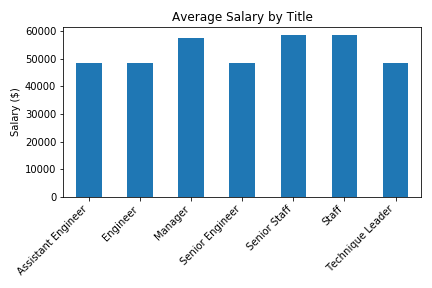 Average Salary by Title
Salary ($)
60000
50000
40000
30000
20000
10000
0
Assistant Engineer
Engineer
Manager
Senior Engineer
Senior Staff
Staff
Technique Leader